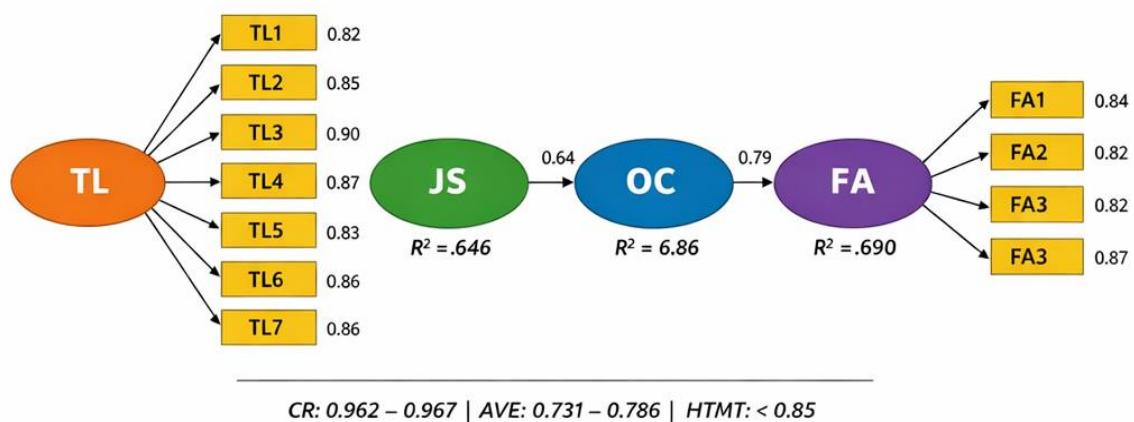 TL
TL1 0.82
TL2 0.85
TL3 0.90
TL4 0.87
TL5 0.83
TL6 0.86
TL7 0.86
JS
R² = .646
0.64
OC
R² = 6.86
0.79
FA
R² = .690
FA1 0.84
FA2 0.82
FA3 0.82
FA3 0.87
CR: 0.962 – 0.967 | AVE: 0.731 – 0.786 | HTMT: < 0.85